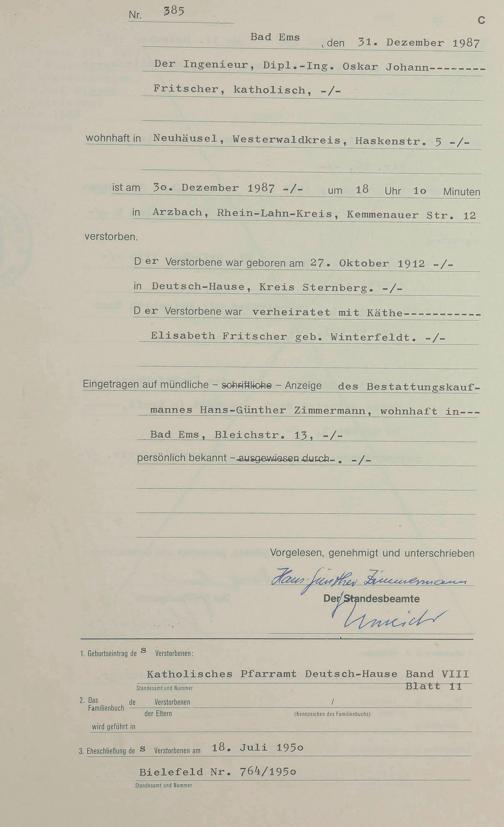 Nr. 385
C
Bad Ems, den 31. Dezember 1987
Der Ingenieur, Dipl.-Ing. Oskar Johann--------
Fritscher, katholisch, -/-
wohnhaft in Neuhäusel, Westerwaldkreis, Haskenstr. 5 -/-
ist am 3o. Dezember 1987 -/- um 18 Uhr 1o Minuten
in Arzbach, Rhein-Lahn-Kreis, Kemmenauer Str. 12
verstorben.
Der Verstorbene war geboren am 27. Oktober 1912 -/-
in Deutsch-Hause, Kreis Sternberg. -/-
Der Verstorbene war verheiratet mit Käthe-----------
Elisabeth Fritscher geb. Winterfeldt. -/-
Eingetragen auf mündliche – schriftliche – Anzeige des Bestattungskauf-
mannes Hans-Günther Zimmermann, wohnhaft in---
Bad Ems, Bleichstr. 13, -/-
persönlich bekannt – ausgewiesen durch . -/-
Vorgelesen, genehmigt und unterschrieben
Hans Günther Zimmermann
Der Standesbeamte
1. Geburtseintrag des Verstorbenen:
Katholisches Pfarramt Deutsch-Hause Band VIII
Standesamt und Nummer
Blatt 11
2. Das Familienbuch de Verstorbenen /
der Eltern (Kennzeichen des Familienbuchs)
wird geführt in
3. Eheschließung des Verstorbenen am 18. Juli 195o
Bielefeld Nr. 764/195o
Standesamt und Nummer